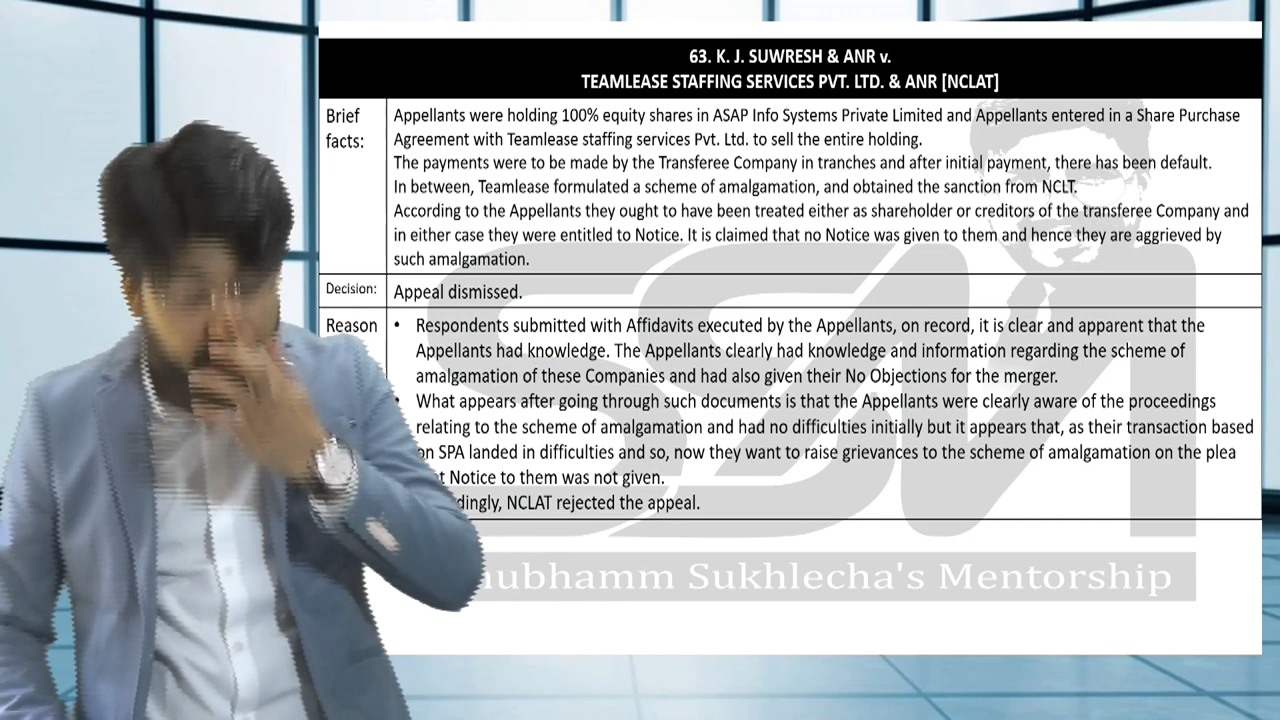 63. K. J. SUWRESH & ANR v.
TEAMLEASE STAFFING SERVICES PVT. LTD. & ANR [NCLAT]
Brief
facts:
Appellants were holding 100% equity shares in ASAP Info Systems Private Limited and Appellants entered in a Share Purchase
Agreement with Teamlease staffing services Pvt. Ltd. to sell the entire holding.
The payments were to be made by the Transferee Company in tranches and after initial payment, there has been default.
In between, Teamlease formulated a scheme of amalgamation, and obtained the sanction from NCLT.
According to the Appellants they ought to have been treated either as shareholder or creditors of the transferee Company and
in either case they were entitled to Notice. It is claimed that no Notice was given to them and hence they are aggrieved by
such amalgamation.
Decision:
Appeal dismissed.
Reason
• Respondents submitted with Affidavits executed by the Appellants, on record, it is clear and apparent that the
Appellants had knowledge. The Appellants clearly had knowledge and information regarding the scheme of
amalgamation of these Companies and had also given their No Objections for the merger.
• What appears after going through such documents is that the Appellants were clearly aware of the proceedings
relating to the scheme of amalgamation and had no difficulties initially but it appears that, as their transaction based
on SPA landed in difficulties and so, now they want to raise grievances to the scheme of amalgamation on the plea
Notice to them was not given.
NCLAT rejected the appeal.
SSM
Sukhlecha's Mentorship